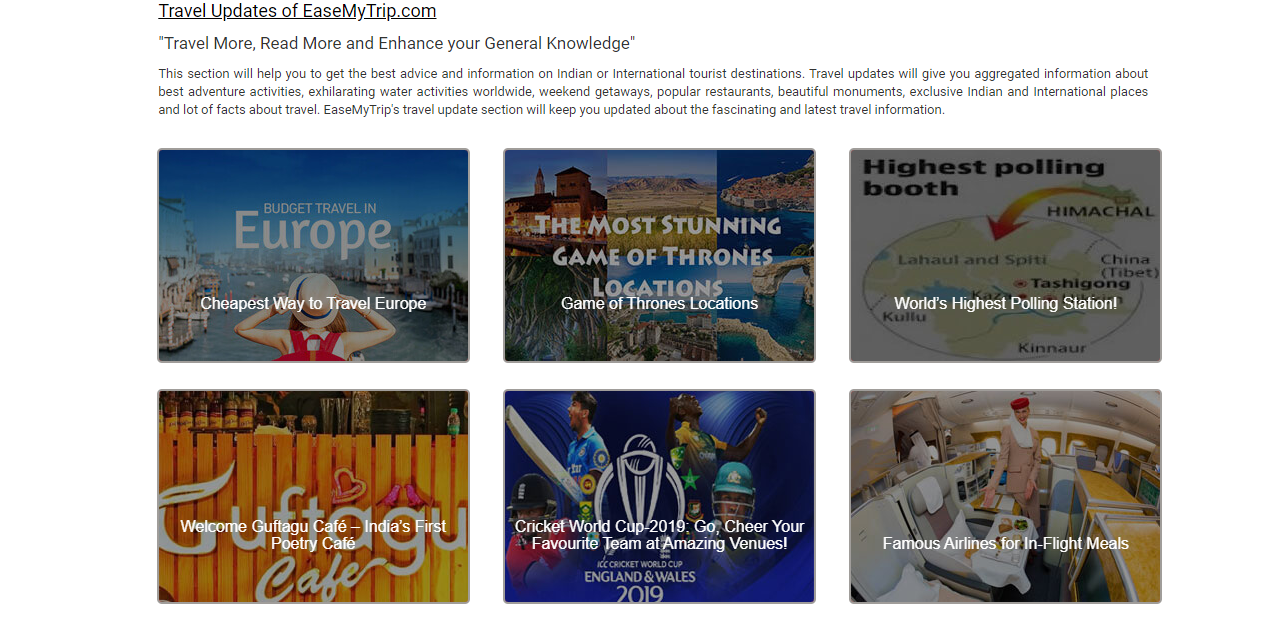 Travel Updates of EaseMyTrip.com
"Travel More, Read More and Enhance your General Knowledge"
This section will help you to get the best advice and information on Indian or International tourist destinations. Travel updates will give you aggregated information about
best adventure activities, exhilarating water activities worldwide, weekend getaways, popular restaurants, beautiful monuments, exclusive Indian and International places
and lot of facts about travel. EaseMyTrip's travel update section will keep you updated about the fascinating and latest travel information.
BUDGET TRAVEL IN
Europe
Cheapest Way to Travel Europe
The Most Stunning
Game of Thrones
Locations
Game of Thrones Locations
Highest polling
booth
HIMACHAL
Lahaul and Spiti
China
(Tibet)
Tashigong
World's Highest Polling Station!
Kullu
Kinnaur
Guftagu
Cafe
Welcome Guftagu Café – India's First
Poetry Café
Cricket World Cup-2019: Go, Cheer Your
Favourite Team at Amazing Venues!
ICC CRICKET WORLD CUP
ENGLAND & WALES
2019
Famous Airlines for In-Flight Meals